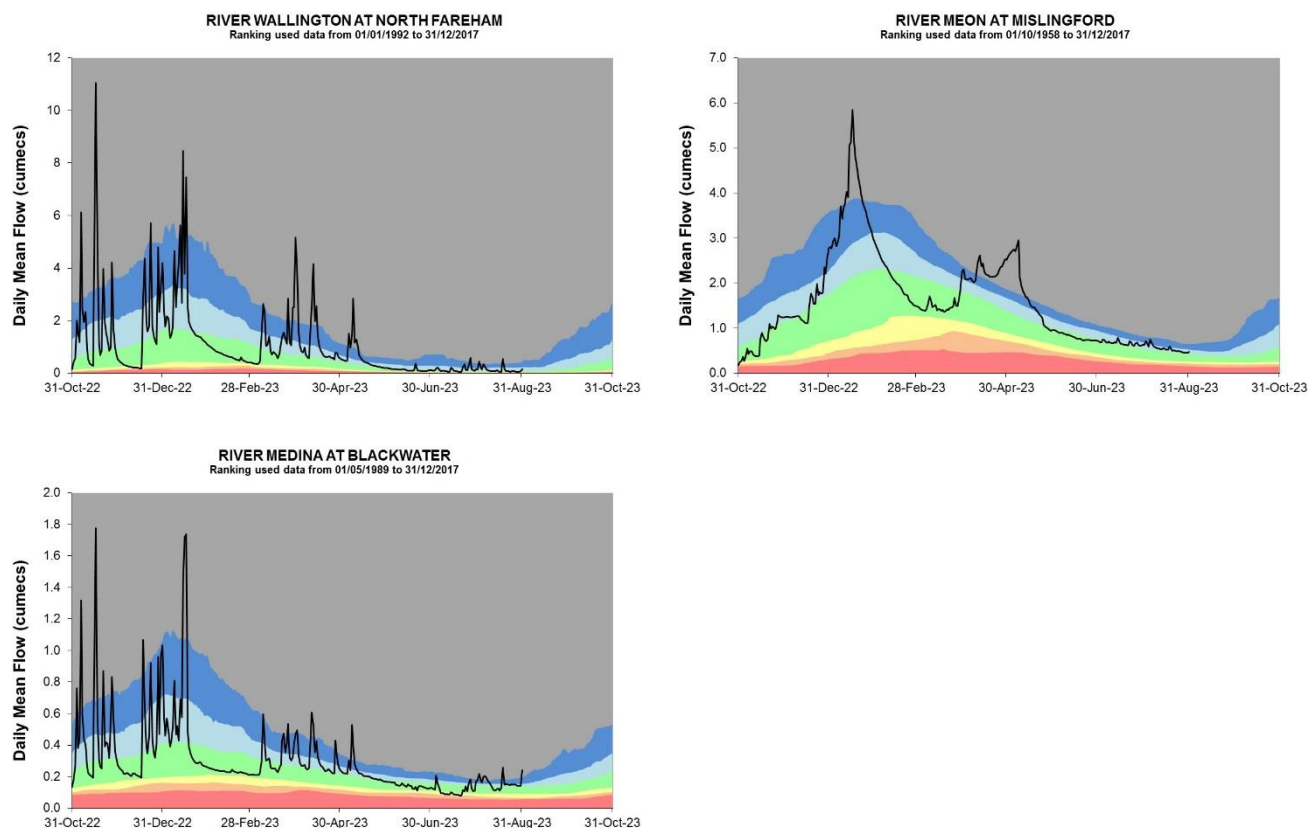 RIVER WALLINGTON AT NORTH FAREHAM
Ranking used data from 01/01/1992 to 31/12/2017
Daily Mean Flow (cumecs)
12
10
8
6
4
2
0
31-Oct-22 31-Dec-22 28-Feb-23 30-Apr-23 30-Jun-23 31-Aug-23 31-Oct-23
RIVER MEON AT MISLINGFORD
Ranking used data from 01/10/1958 to 31/12/2017
Daily Mean Flow (cumecs)
7.0
6.0
5.0
4.0
3.0
2.0
1.0
0.0
31-Oct-22 31-Dec-22 28-Feb-23 30-Apr-23 30-Jun-23 31-Aug-23 31-Oct-23
RIVER MEDINA AT BLACKWATER
Ranking used data from 01/05/1989 to 31/12/2017
Daily Mean Flow (cumecs)
2.0
1.8
1.6
1.4
1.2
1.0
0.8
0.6
0.4
0.2
0.0
31-Oct-22 31-Dec-22 28-Feb-23 30-Apr-23 30-Jun-23 31-Aug-23 31-Oct-23